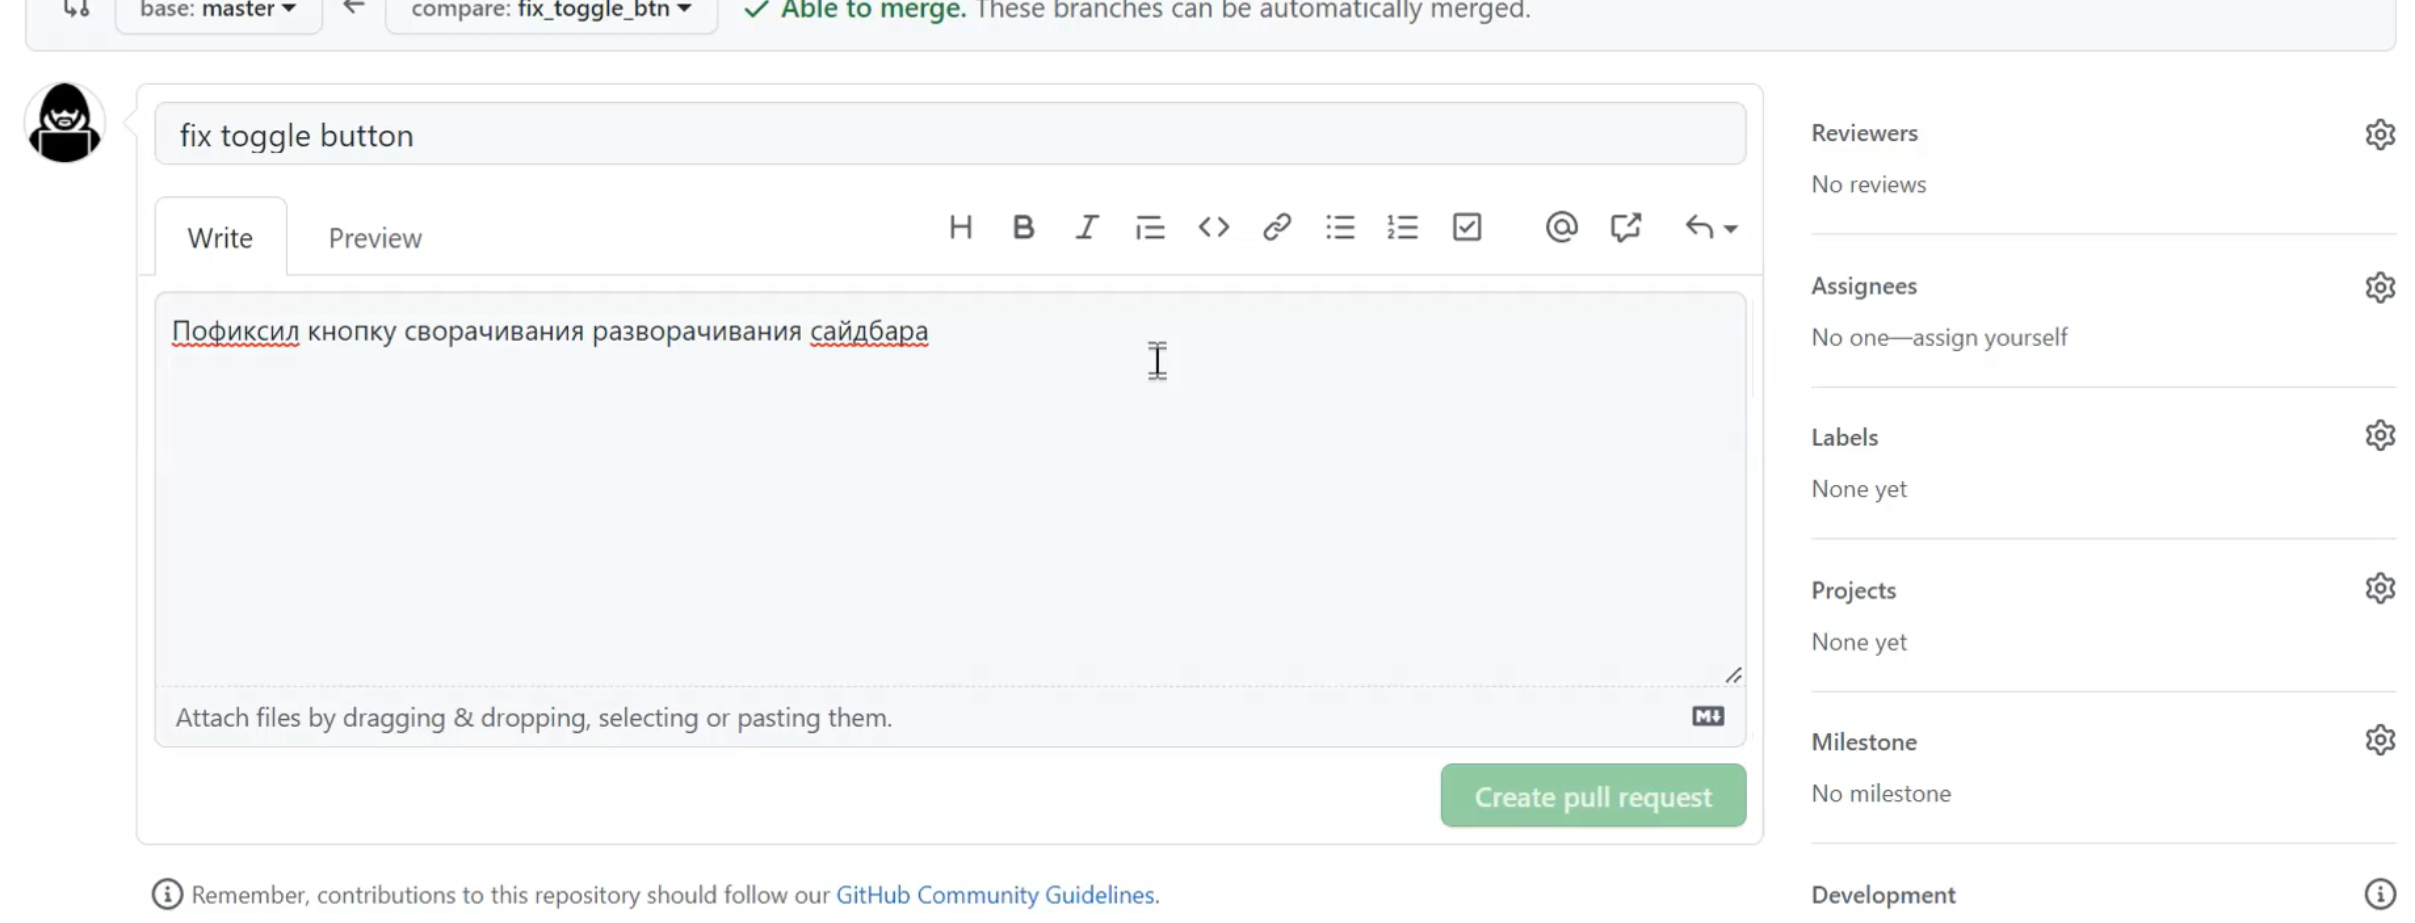 base: master
compare: fix_toggle_btn
Able to merge. These branches can be automatically merged.
fix toggle button
Write
Preview
Пофиксил кнопку сворачивания разворачивания сайдбара
Attach files by dragging & dropping, selecting or pasting them.
Create pull request
Remember, contributions to this repository should follow our GitHub Community Guidelines.
Reviewers
No reviews
Assignees
No one—assign yourself
Labels
None yet
Projects
None yet
Milestone
No milestone
Development